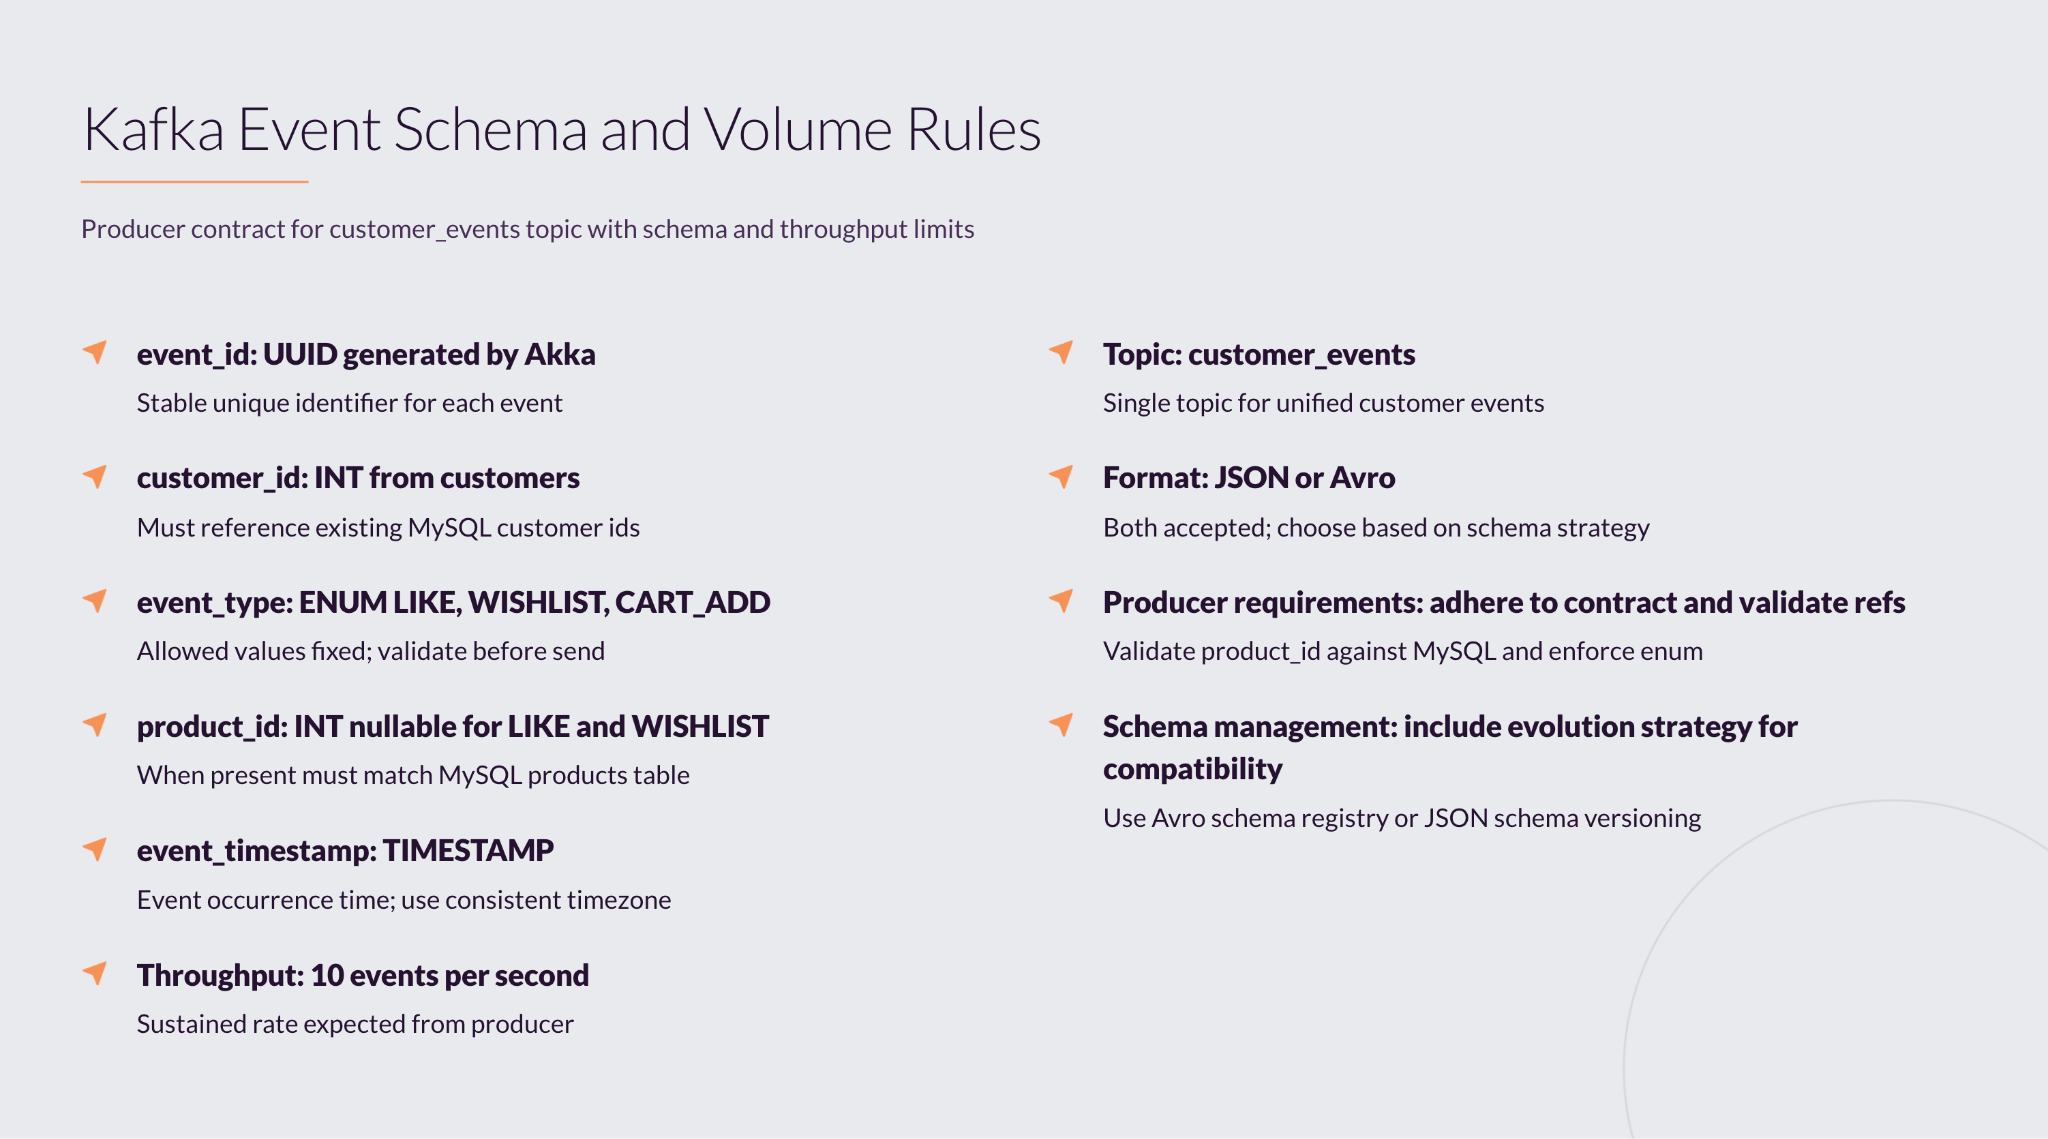 Kafka Event Schema and Volume Rules
Producer contract for customer_events topic with schema and throughput limits
event_id: UUID generated by Akka
Stable unique identifier for each event
customer_id: INT from customers
Must reference existing MySQL customer ids
event_type: ENUM LIKE, WISHLIST, CART_ADD
Allowed values fixed; validate before send
product_id: INT nullable for LIKE and WISHLIST
When present must match MySQL products table
event_timestamp: TIMESTAMP
Event occurrence time; use consistent timezone
Throughput: 10 events per second
Sustained rate expected from producer
Topic: customer_events
Single topic for unified customer events
Format: JSON or Avro
Both accepted; choose based on schema strategy
Producer requirements: adhere to contract and validate refs
Validate product_id against MySQL and enforce enum
Schema management: include evolution strategy for
compatibility
Use Avro schema registry or JSON schema versioning